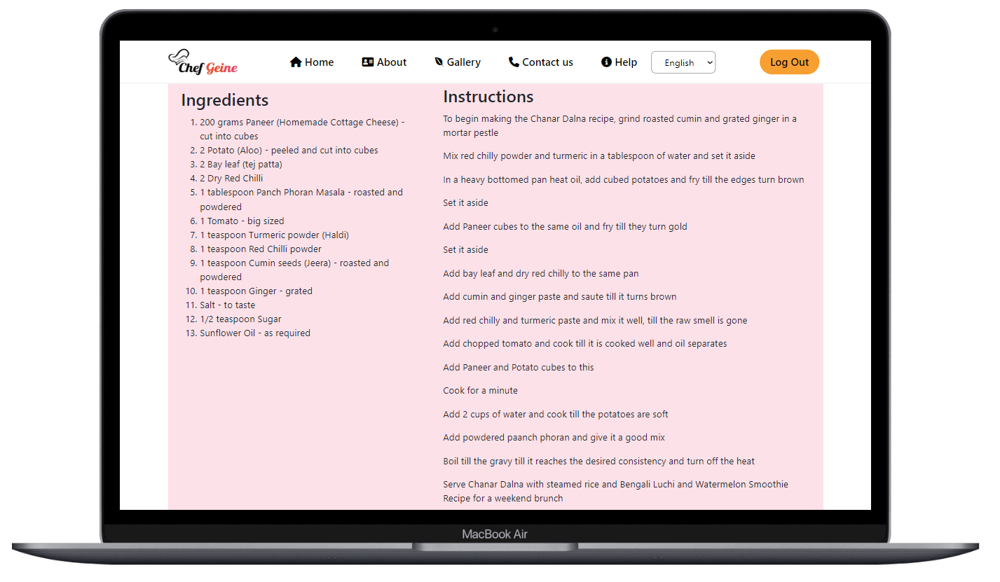 Chef Geine
Home
About
Gallery
Contact us
Help
English
Log Out
Ingredients
1. 200 grams Paneer (Homemade Cottage Cheese) -
cut into cubes
2. 2 Potato (Aloo) - peeled and cut into cubes
3. 2 Bay leaf (tej patta)
4. 2 Dry Red Chilli
5. 1 tablespoon Panch Phoran Masala - roasted and
powdered
6. 1 Tomato - big sized
7. 1 teaspoon Turmeric powder (Haldi)
8. 1 teaspoon Red Chilli powder
9. 1 teaspoon Cumin seeds (Jeera) - roasted and
powdered
10. 1 teaspoon Ginger - grated
11. Salt - to taste
12. 1/2 teaspoon Sugar
13. Sunflower Oil - as required
Instructions
To begin making the Chanar Dalna recipe, grind roasted cumin and grated ginger in a
mortar pestle
Mix red chilly powder and turmeric in a tablespoon of water and set it aside
In a heavy bottomed pan heat oil, add cubed potatoes and fry till the edges turn brown
Set it aside
Add Paneer cubes to the same oil and fry till they turn gold
Set it aside
Add bay leaf and dry red chilly to the same pan
Add cumin and ginger paste and saute till it turns brown
Add red chilly and turmeric paste and mix it well, till the raw smell is gone
Add chopped tomato and cook till it is cooked well and oil separates
Add Paneer and Potato cubes to this
Cook for a minute
Add 2 cups of water and cook till the potatoes are soft
Add powdered paanch phoran and give it a good mix
Boil till the gravy till it reaches the desired consistency and turn off the heat
Serve Chanar Dalna with steamed rice and Bengali Luchi and Watermelon Smoothie
Recipe for a weekend brunch
MacBook Air